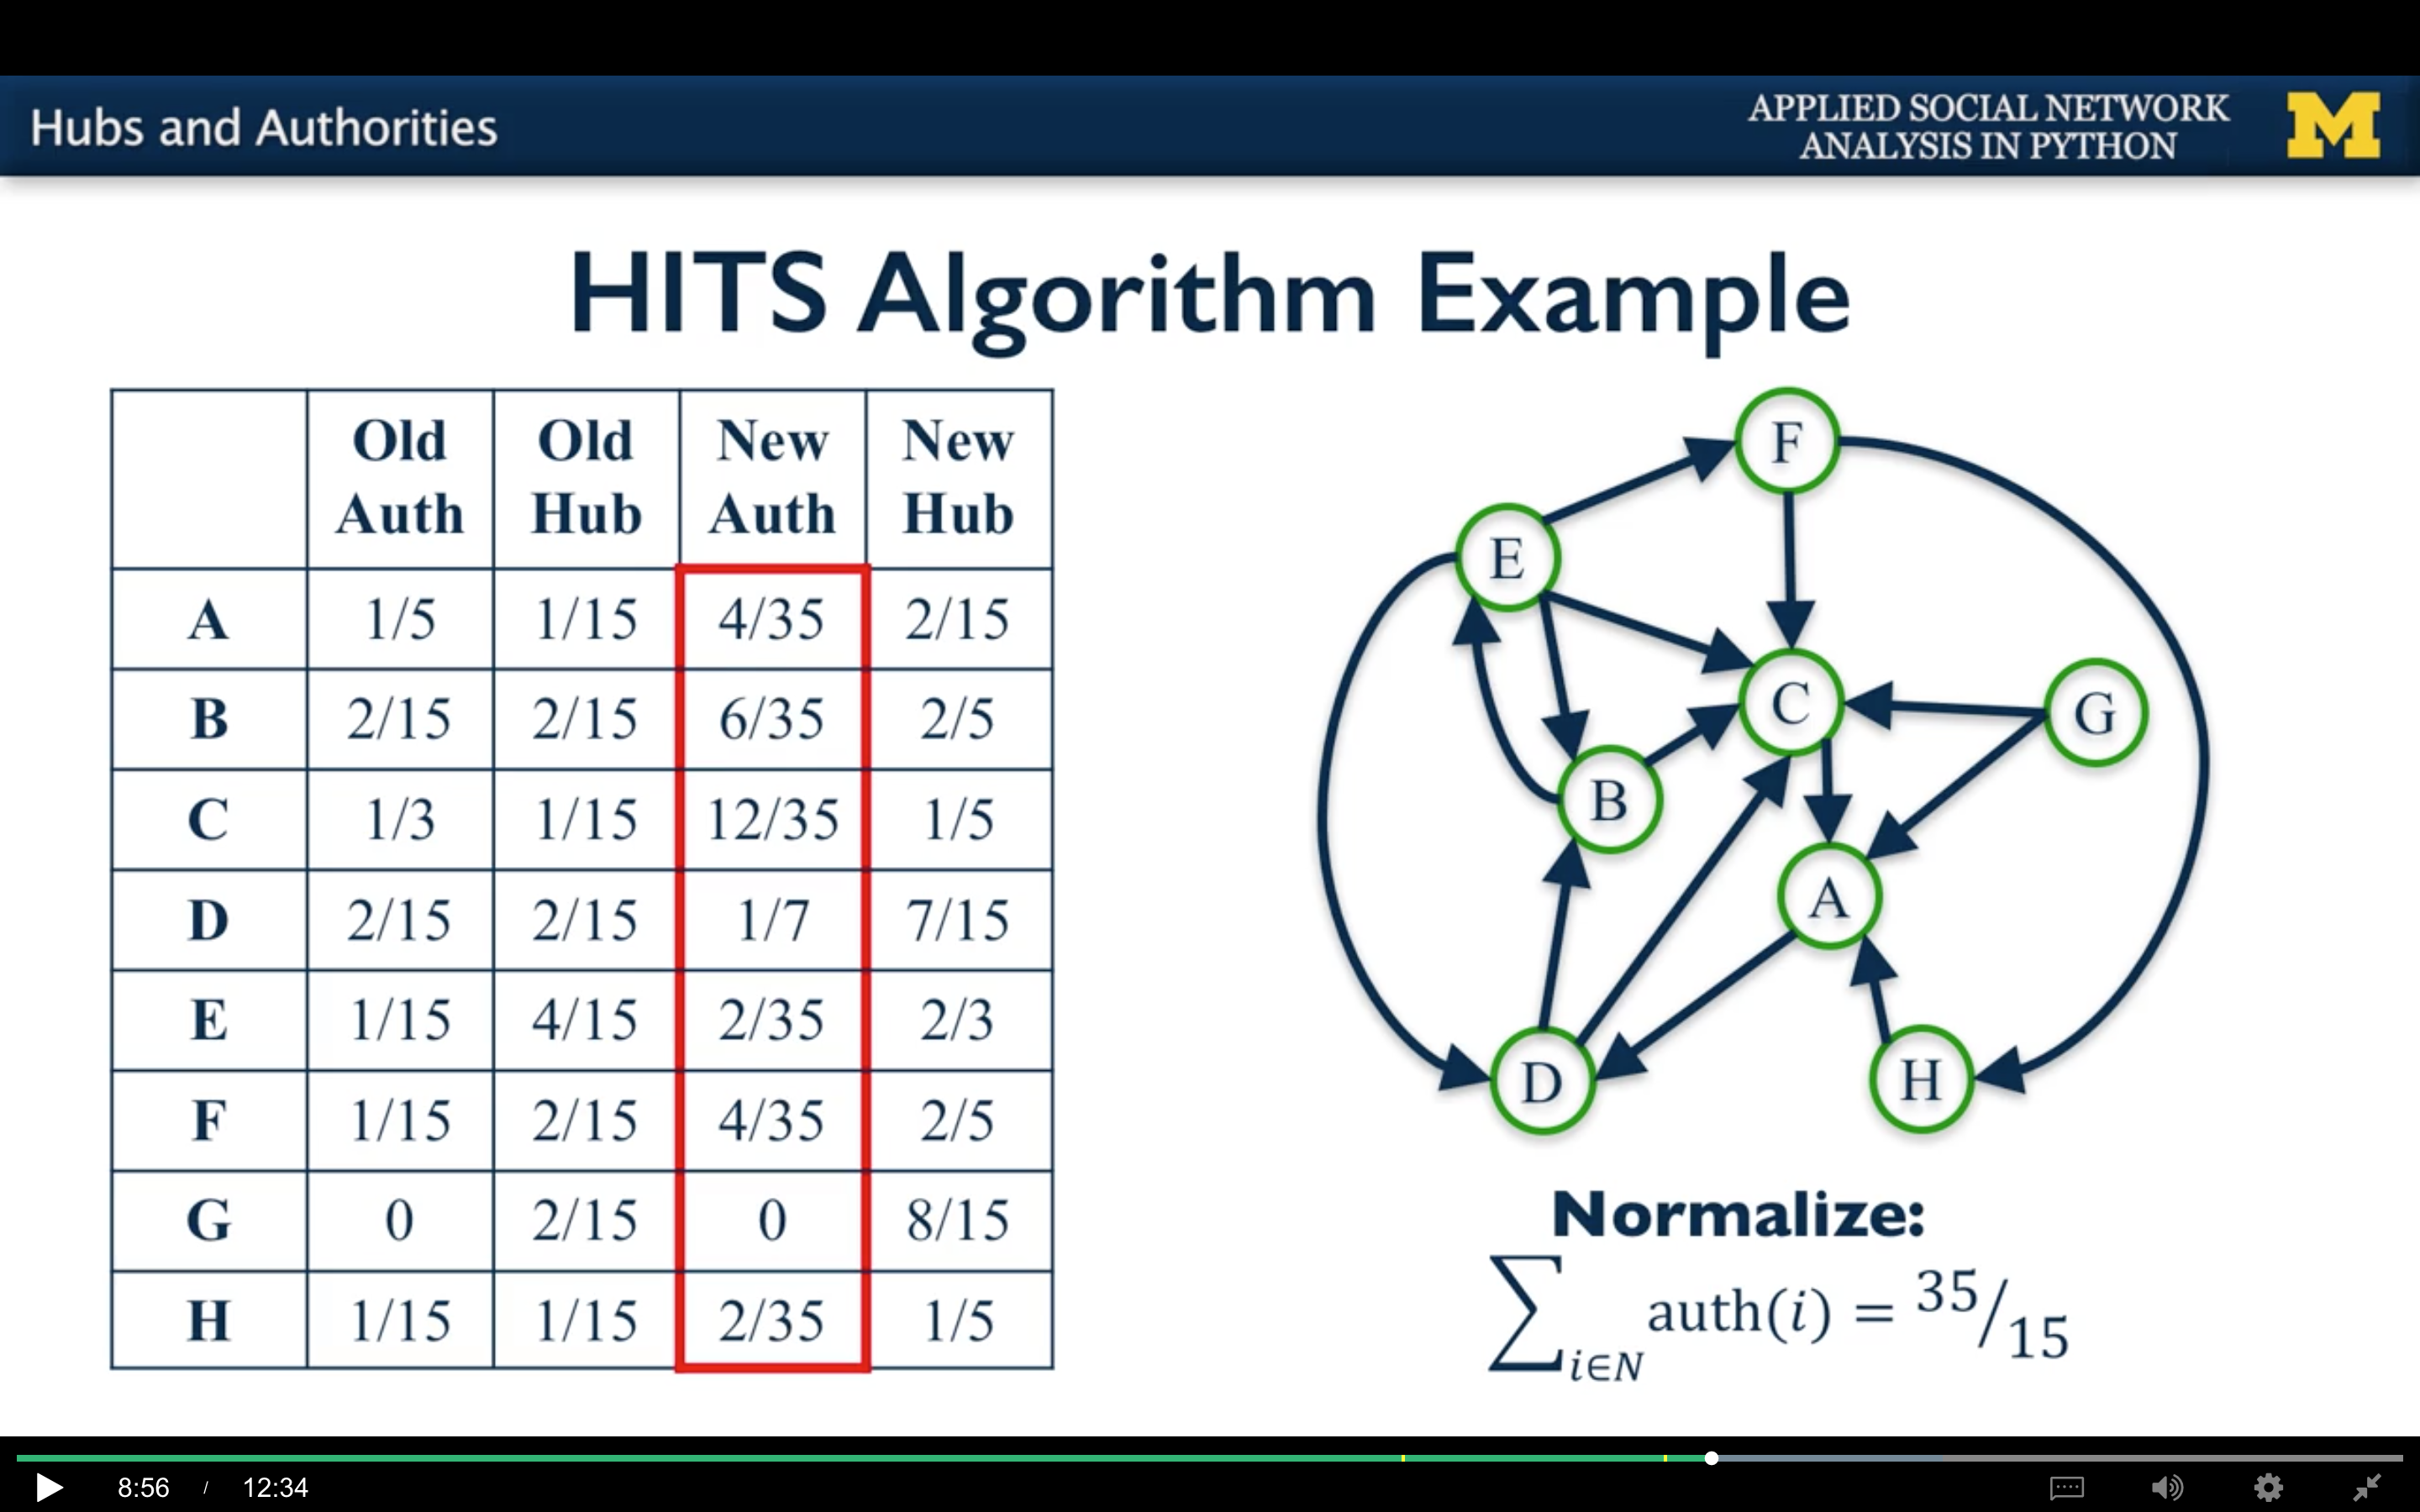 Hubs and Authorities
APPLIED SOCIAL NETWORK
ANALYSIS IN PYTHON
M
HITS Algorithm Example
Old Auth Old Hub New Auth New Hub
A 1/5 1/15 4/35 2/15
B 2/15 2/15 6/35 2/5
C 1/3 1/15 12/35 1/5
D 2/15 2/15 1/7 7/15
E 1/15 4/15 2/35 2/3
F 1/15 2/15 4/35 2/5
G 0 2/15 0 8/15
H 1/15 1/15 2/35 1/5
F
E
C
G
B
A
D
H
Normalize:
∑i∈N auth(i) = 35/15
8:56 / 12:34